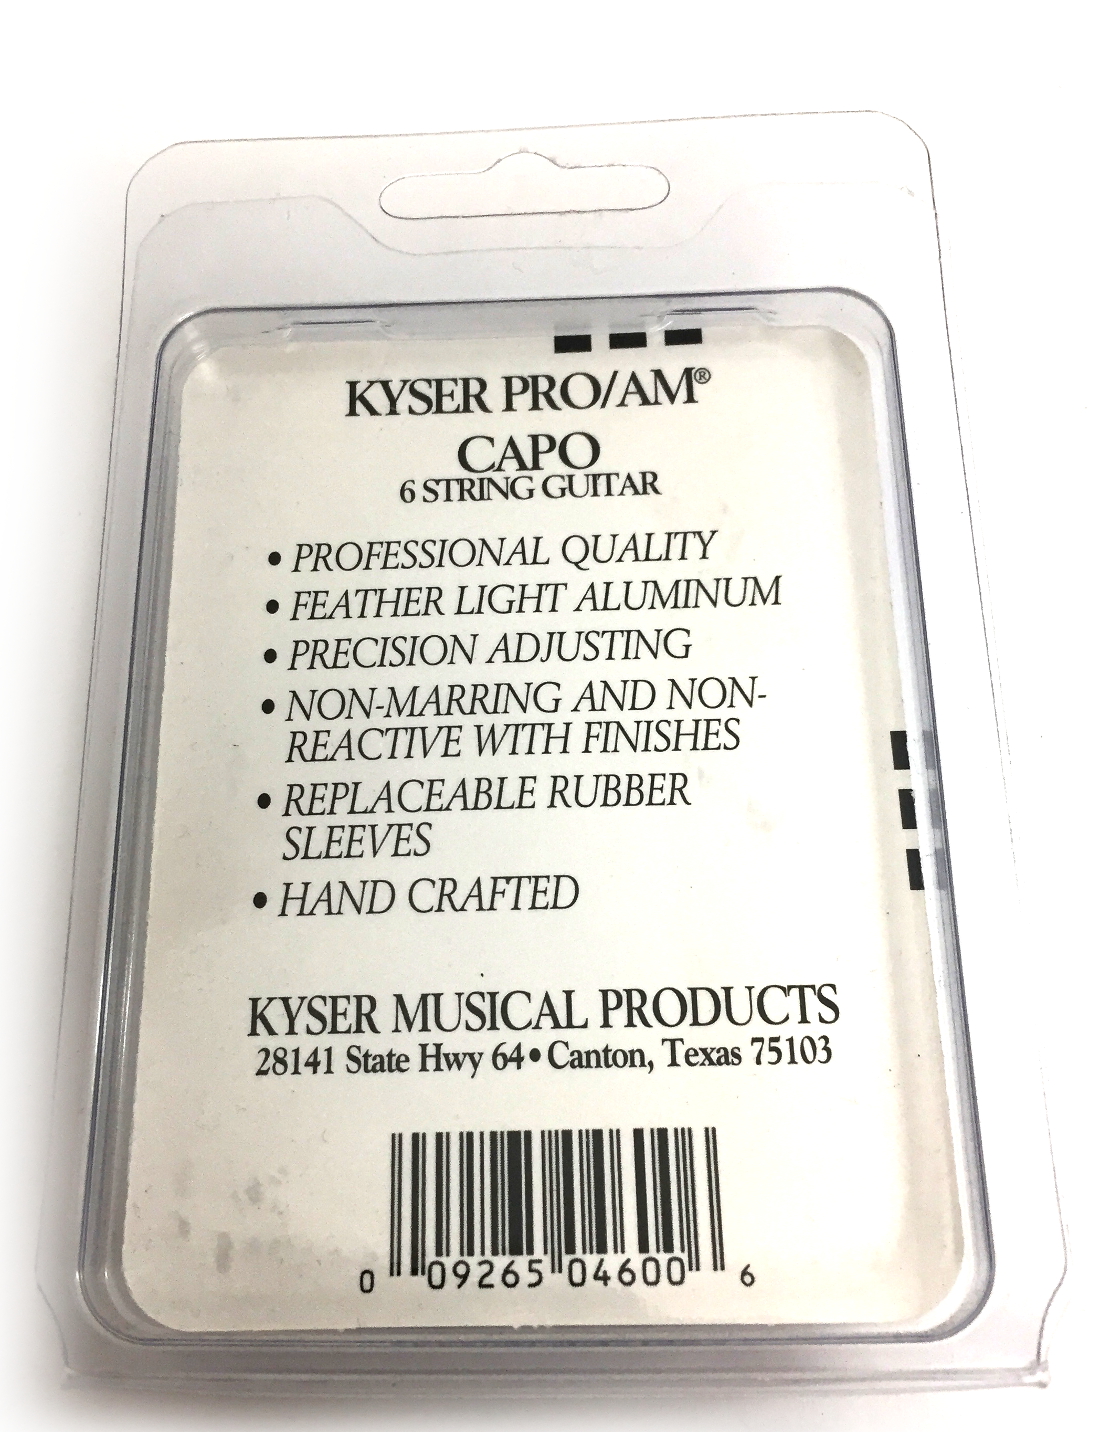 KYSER PRO/AM®
CAPO
6 STRING GUITAR
• PROFESSIONAL QUALITY
• FEATHER LIGHT ALUMINUM
• PRECISION ADJUSTING
• NON-MARRING AND NON-
REACTIVE WITH FINISHES
• REPLACEABLE RUBBER
SLEEVES
• HAND CRAFTED
KYSER MUSICAL PRODUCTS
28141 State Hwy 64 • Canton, Texas 75103
0 09265 04600 6